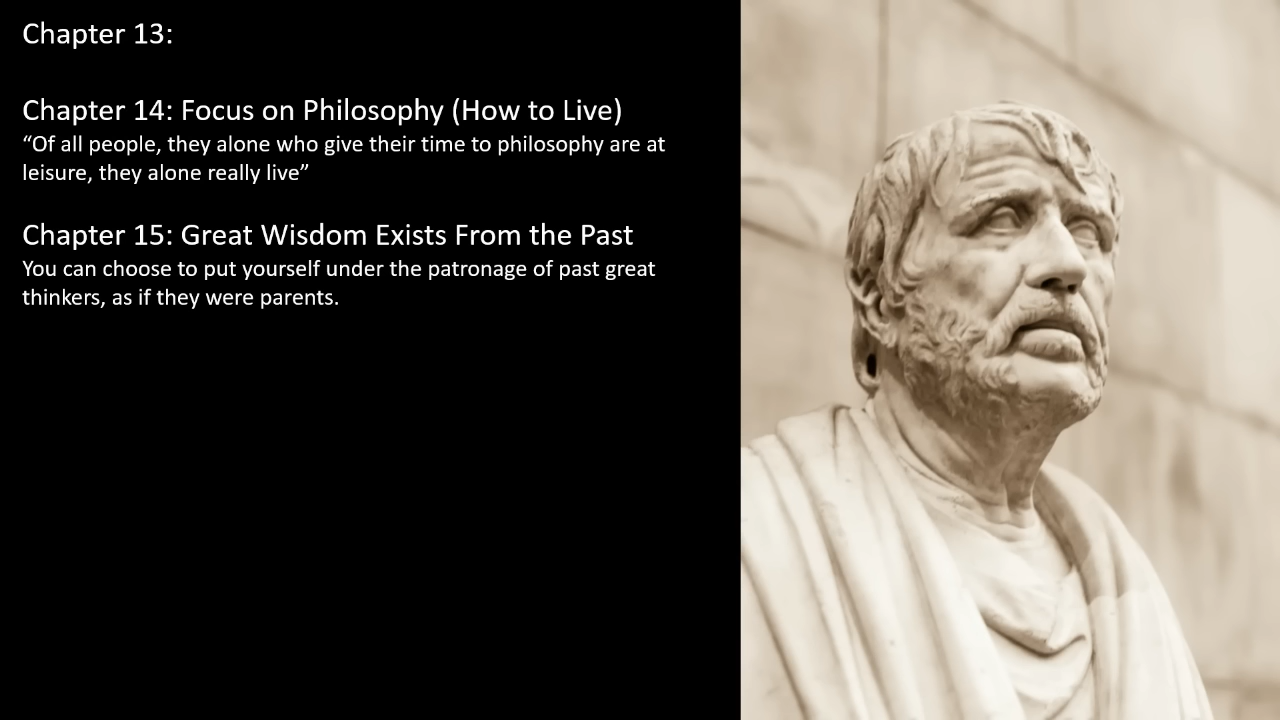 Chapter 13:
Chapter 14: Focus on Philosophy (How to Live)
“Of all people, they alone who give their time to philosophy are at
leisure, they alone really live”
Chapter 15: Great Wisdom Exists From the Past
You can choose to put yourself under the patronage of past great
thinkers, as if they were parents.